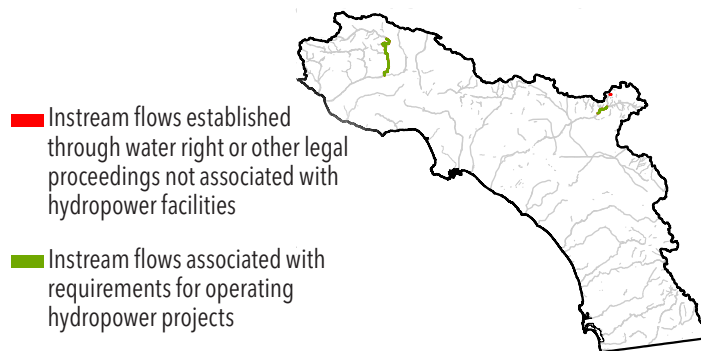 Instream flows established
through water right or other legal
proceedings not associated with
hydropower facilities
Instream flows associated with
requirements for operating
hydropower projects